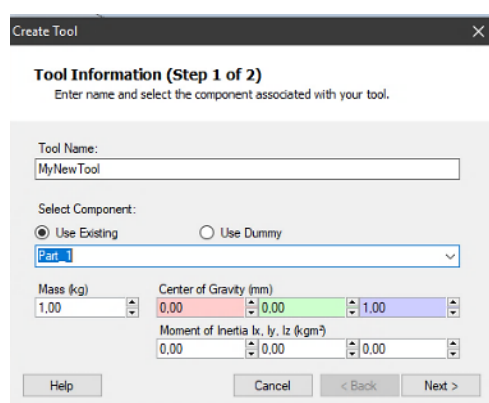 Create Tool
Tool Information (Step 1 of 2)
Enter name and select the component associated with your tool.
Tool Name:
MyNewTool
Select Component:
Use Existing Use Dummy
Part_1
Mass (kg) Center of Gravity (mm)
1,00 0,00 0,00 1,00
Moment of Inertia Ix, Iy, Iz (kgm²)
0,00 0,00 0,00
Help Cancel < Back Next >